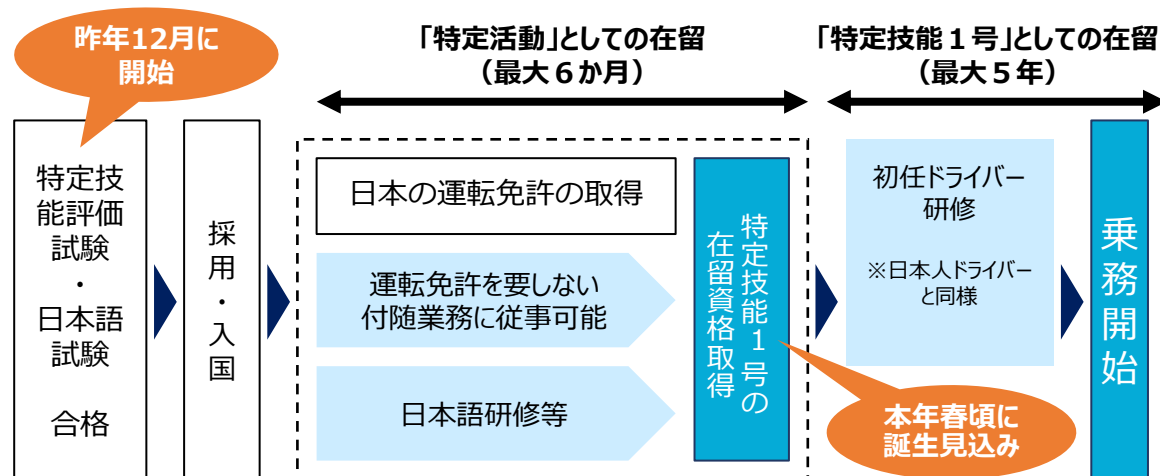 昨年12月に
開始
「特定活動」としての在留
（最大６か月）
「特定技能１号」としての在留
（最大５年）
特定技
能評価
試験
・
日本語
試験
合格
採用・入国
日本の運転免許の取得
運転免許を要しない
付随業務に従事可能
日本語研修等
特定技能１号の
在留資格取得
初任ドライバー
研修
※日本人ドライバー
と同様
乗務開始
本年春頃に
誕生見込み